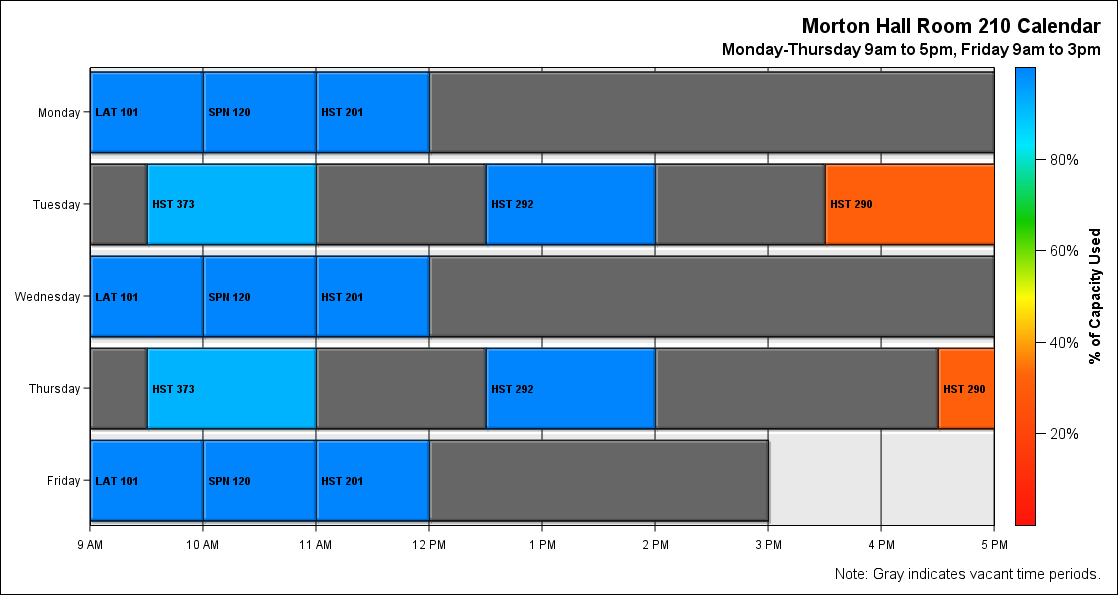 Morton Hall Room 210 Calendar
Monday-Thursday 9am to 5pm, Friday 9am to 3pm
Monday LAT 101 SPN 120 HST 201
Tuesday HST 373 HST 292 HST 290
Wednesday LAT 101 SPN 120 HST 201
Thursday HST 373 HST 292 HST 290
Friday LAT 101 SPN 120 HST 201
9 AM 10 AM 11 AM 12 PM 1 PM 2 PM 3 PM 4 PM 5 PM
80%
60%
40%
20%
% of Capacity Used
Note: Gray indicates vacant time periods.